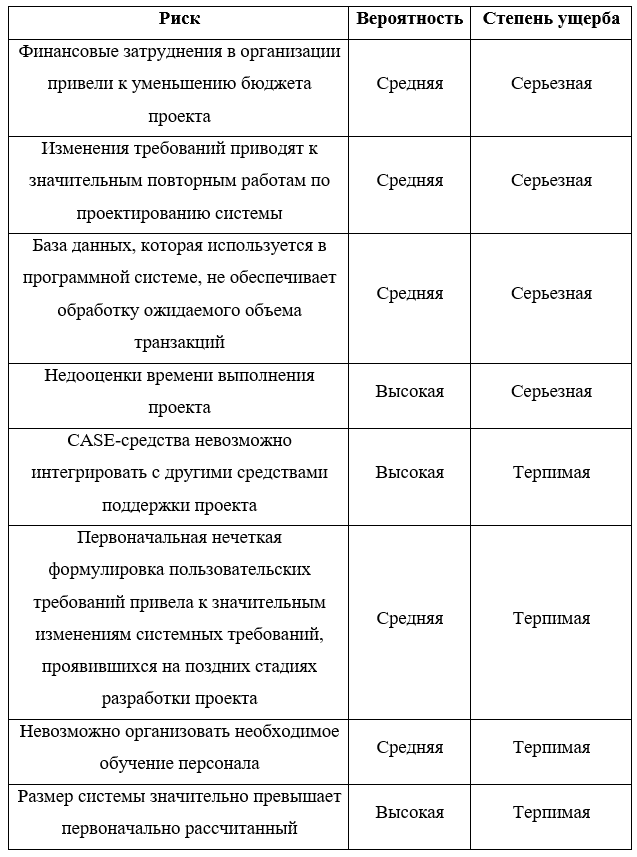 Риск Вероятность Степень ущерба
Финансовые затруднения в организации
привели к уменьшению бюджета
проекта
Средняя Серьезная
Изменения требований приводят к
значительным повторным работам по
проектированию системы
Средняя Серьезная
База данных, которая используется в
программной системе, не обеспечивает
обработку ожидаемого объема
транзакций
Средняя Серьезная
Недооценки времени выполнения
проекта
Высокая Серьезная
CASE-средства невозможно
интегрировать с другими средствами
поддержки проекта
Высокая Терпимая
Первоначальная нечеткая
формулировка пользовательских
требований привела к значительным
изменениям системных требований,
проявившихся на поздних стадиях
разработки проекта
Средняя Терпимая
Невозможно организовать необходимое
обучение персонала
Средняя Терпимая
Размер системы значительно превышает
первоначально рассчитанный
Высокая Терпимая